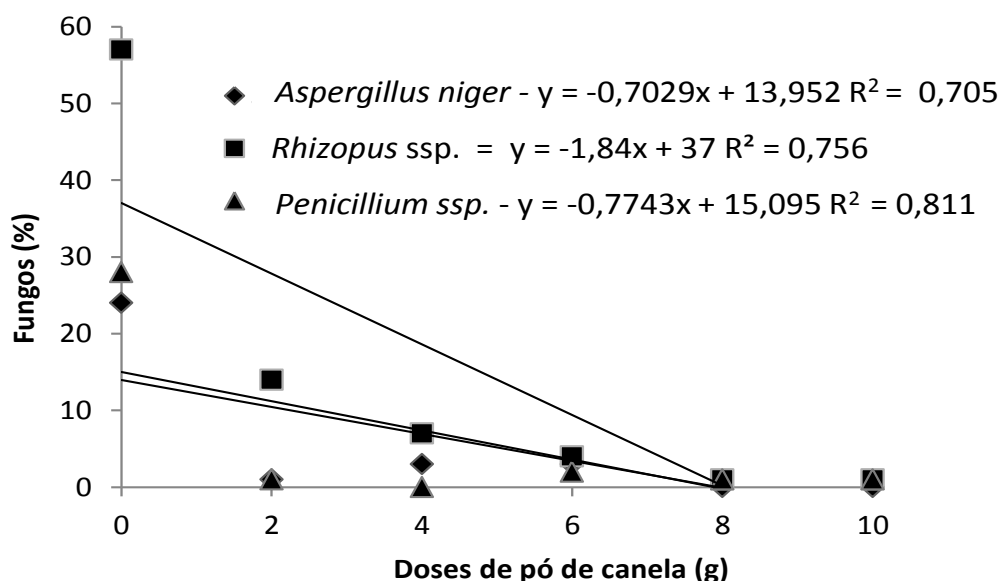 60
50
40
30
20
10
0
Fungos (%)
Aspergillus niger - y = -0,7029x + 13,952 R² = 0,705
Rhizopus ssp. = y = -1,84x + 37 R² = 0,756
Penicillium ssp. - y = -0,7743x + 15,095 R² = 0,811
0 2 4 6 8 10
Doses de pó de canela (g)